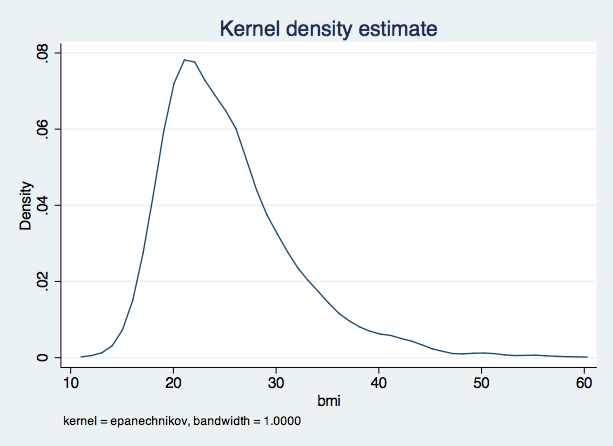 Kernel density estimate
.08
.06
.04
.02
0
Density
10 20 30 40 50 60
bmi
kernel = epanechnikov, bandwidth = 1.0000